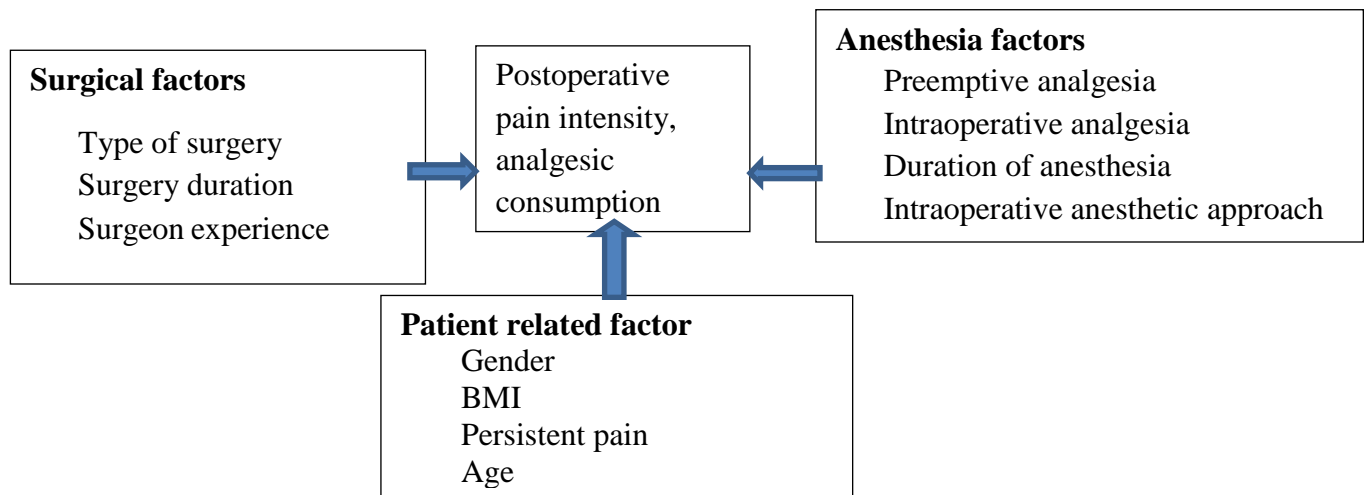 Surgical factors
Type of surgery
Surgery duration
Surgeon experience
Postoperative
pain intensity,
analgesic
consumption
Anesthesia factors
Preemptive analgesia
Intraoperative analgesia
Duration of anesthesia
Intraoperative anesthetic approach
Patient related factor
Gender
BMI
Persistent pain
Age